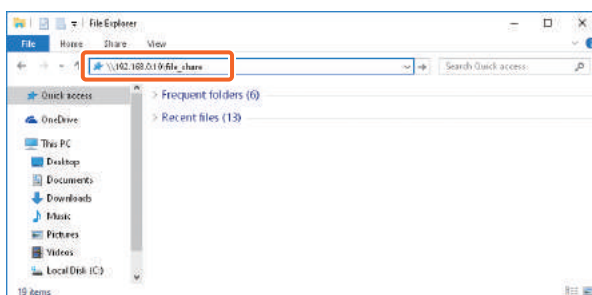 File Explorer
File Home Share View
\\192.168.0.10\file_share
Search Quick access
Quick access
Frequent folders (6)
OneDrive
Recent files (13)
This PC
Desktop
Documents
Downloads
Music
Pictures
Videos
Local Disk (C:)
19 items